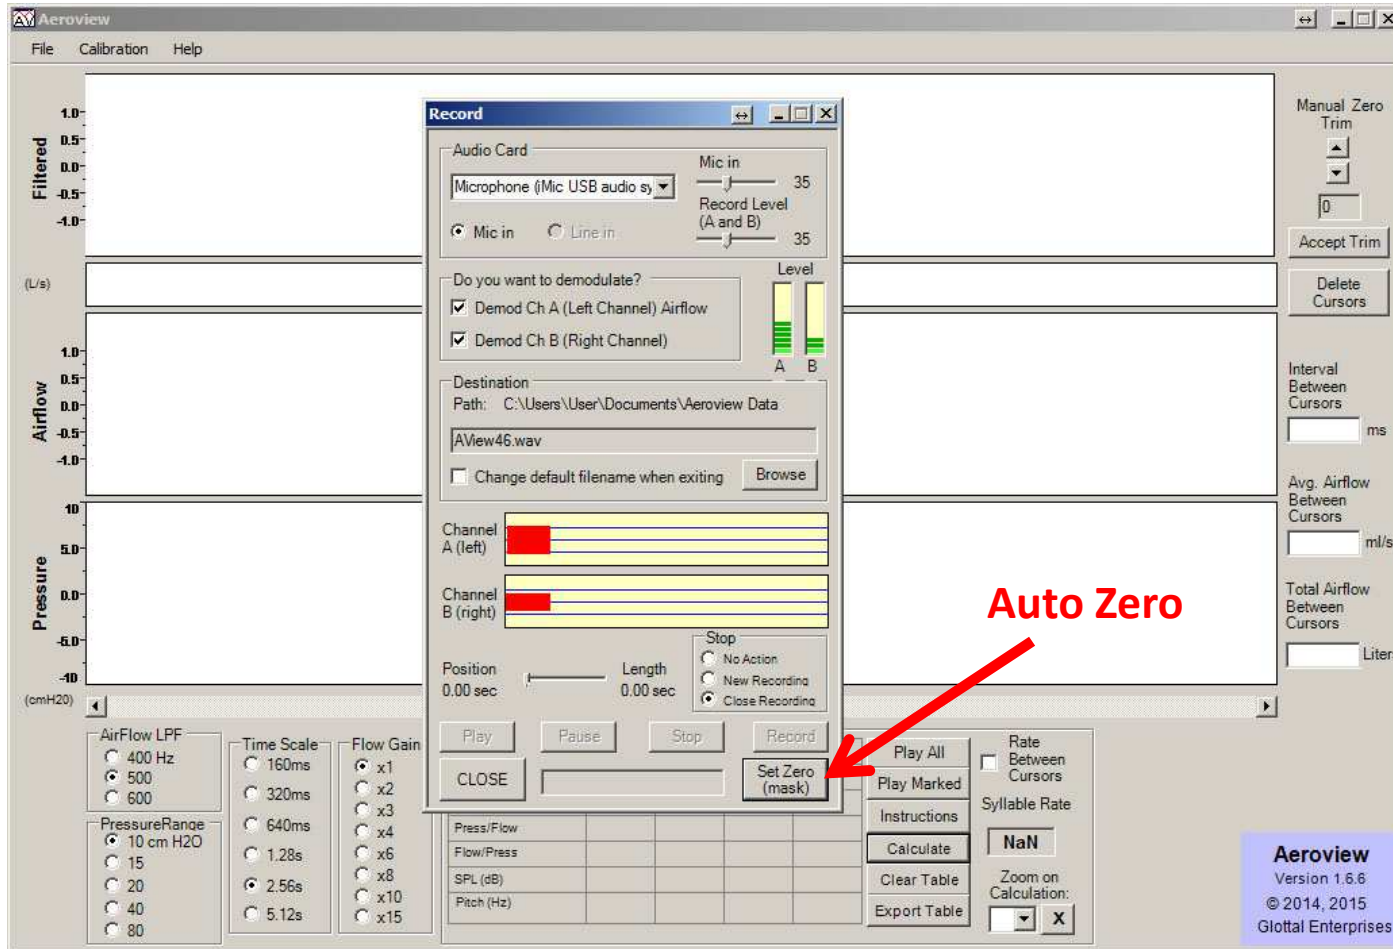 Aeroview
File Calibration Help
1.0
0.5
0.0
-0.5
-1.0
Filtered
(L/s)
1.0
0.5
0.0
-0.5
-1.0
Airflow
10
5.0
0.0
-5.0
-10
Pressure
(cmH20)
Record
Audio Card
Microphone (iMic USB audio sy
Mic in
35
Mic in Line in
Record Level
(A and B)
35
Do you want to demodulate?
Demod Ch A (Left Channel) Airflow
Demod Ch B (Right Channel)
Level
A B
Destination
Path: C:\Users\User\Documents\Aeroview Data
AView46.wav
Change default filename when exiting Browse
Channel
A (left)
Channel
B (right)
Position
0.00 sec
Length
0.00 sec
Stop
No Action
New Recording
Close Recording
Play Pause Stop Record
CLOSE
Set Zero
(mask)
Auto Zero
Manual Zero
Trim
0
Accept Trim
Delete
Cursors
Interval
Between
Cursors
ms
Avg. Airflow
Between
Cursors
ml/s
Total Airflow
Between
Cursors
AirFlow LPF
400 Hz
500
600
PressureRange
10 cm H2O
15
20
40
80
Time Scale
160ms
320ms
640ms
1.28s
2.56s
5.12s
Flow Gain
x1
x2
x3
x4
x6
x8
x10
x15
Press/Flow
Flow/Press
SPL (dB)
Pitch (Hz)
Play All
Play Marked
Instructions
Calculate
Clear Table
Export Table
Rate
Between
Cursors
Syllable Rate
NaN
Zoom on
Calculation:
X
Aeroview
Version 1.6.6
© 2014, 2015
Glottal Enterprises